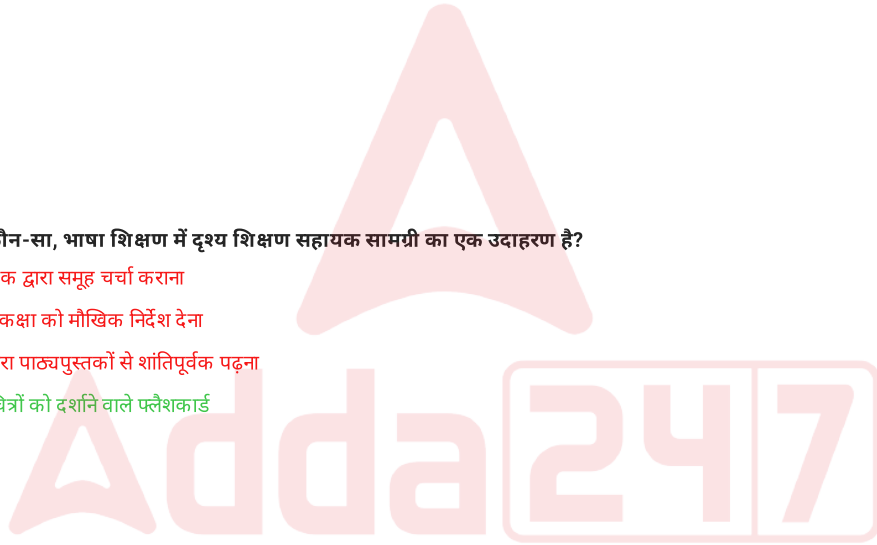 कौन-सा, भाषा शिक्षण में दृश्य शिक्षण सहायक सामग्री का एक उदाहरण है?
क द्वारा समूह चर्चा कराना
कक्षा को मौखिक निर्देश देना
रा पाठ्यपुस्तकों से शांतिपूर्वक पढ़ना
चित्रों को दर्शाने वाले फ्लैशकार्ड
Adda 247